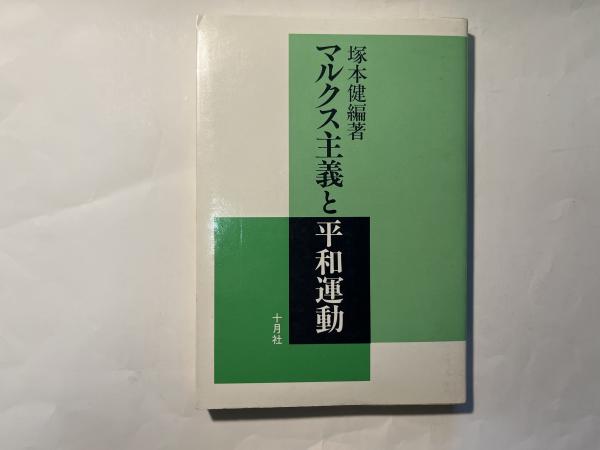 塚本健編著
マルクス主義と平和運動
十月社